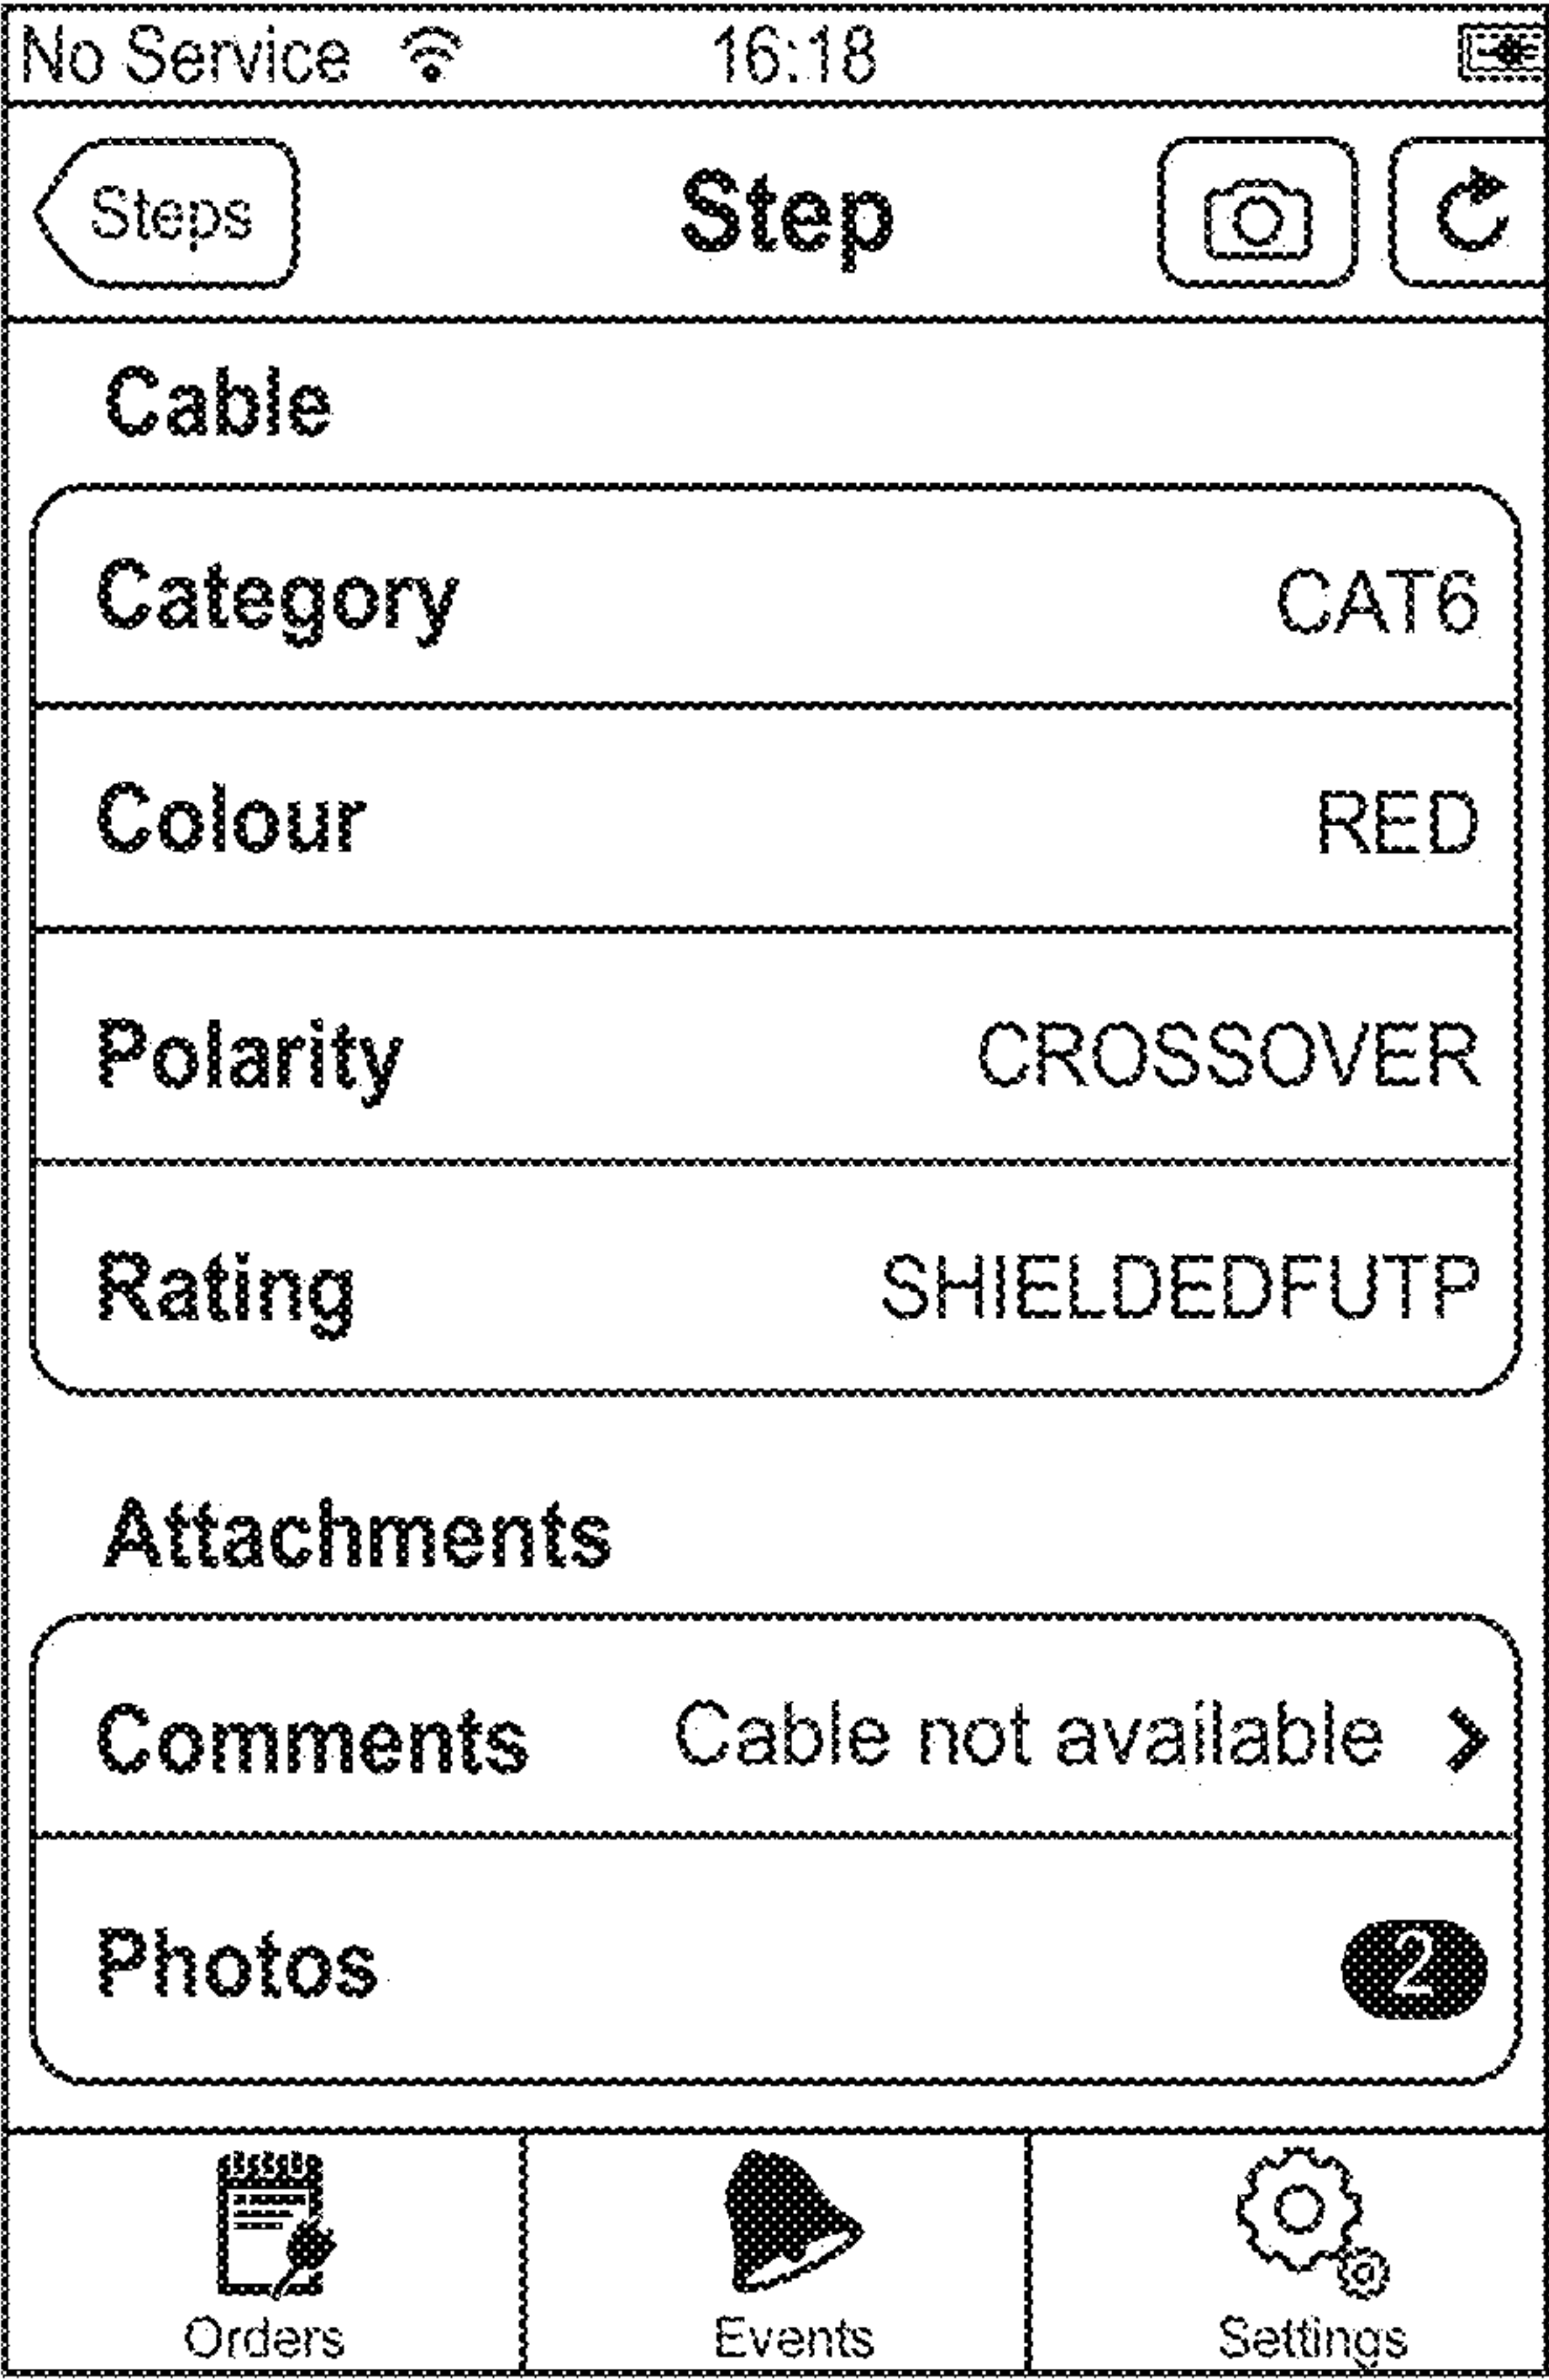 No Service 16:18
Steps Step
Cable
Category CAT6
Colour RED
Polarity CROSSOVER
Rating SHIELDEDFUTP
Attachments
Comments Cable not available >
Photos 2
Orders Events Settings